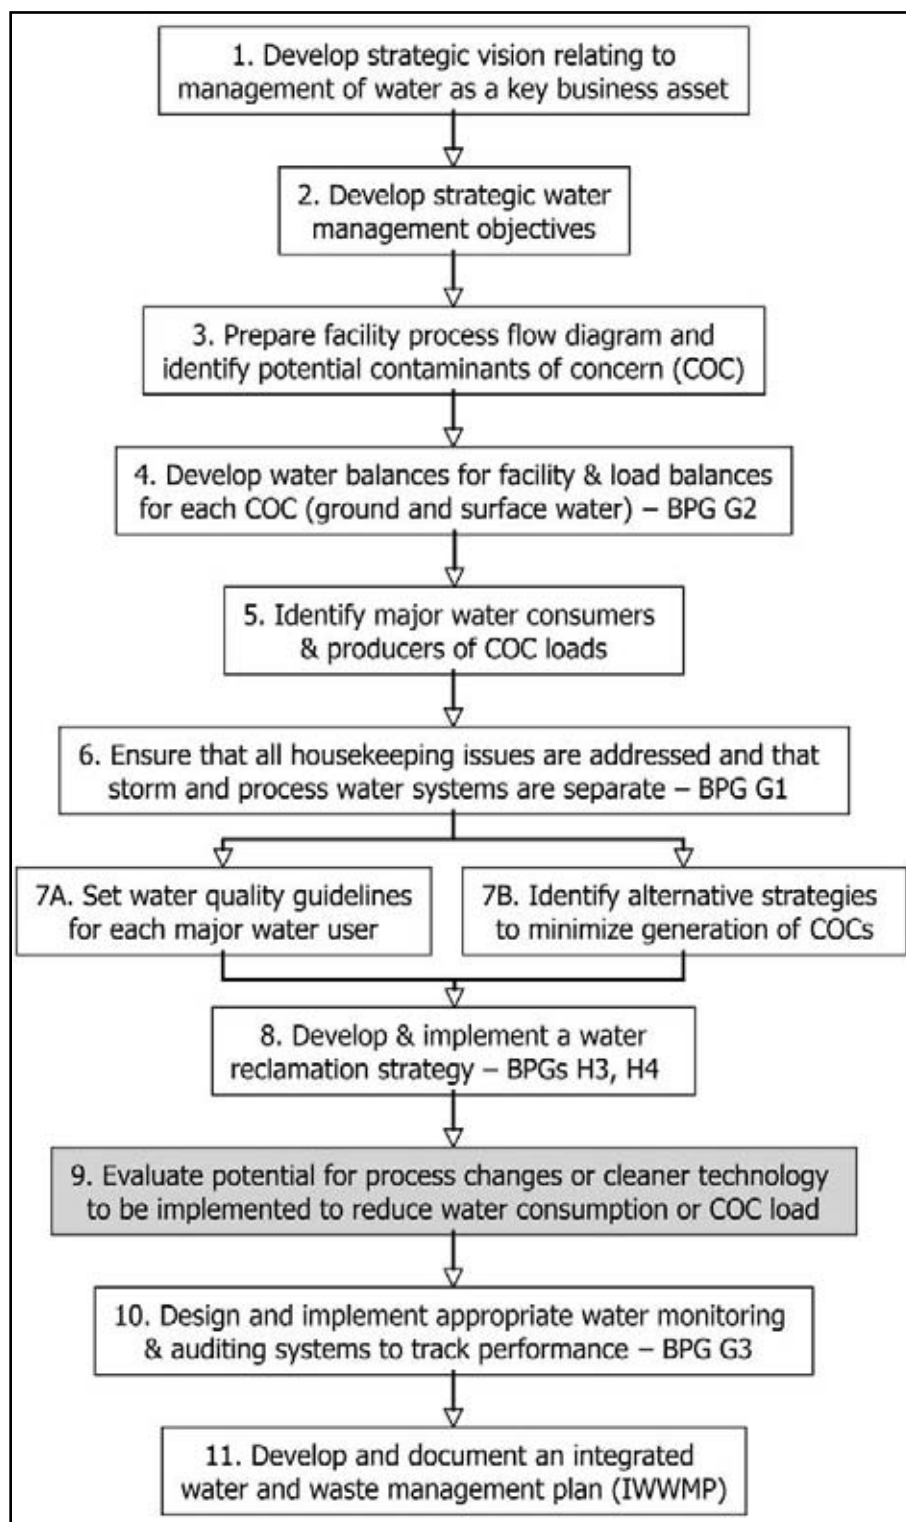 1. Develop strategic vision relating to
management of water as a key business asset
2. Develop strategic water
management objectives
3. Prepare facility process flow diagram and
identify potential contaminants of concern (COC)
4. Develop water balances for facility & load balances
for each COC (ground and surface water) – BPG G2
5. Identify major water consumers
& producers of COC loads
6. Ensure that all housekeeping issues are addressed and that
storm and process water systems are separate – BPG G1
7A. Set water quality guidelines
for each major water user
7B. Identify alternative strategies
to minimize generation of COCs
8. Develop & implement a water
reclamation strategy – BPGs H3, H4
9. Evaluate potential for process changes or cleaner technology
to be implemented to reduce water consumption or COC load
10. Design and implement appropriate water monitoring
& auditing systems to track performance – BPG G3
11. Develop and document an integrated
water and waste management plan (IWWMP)